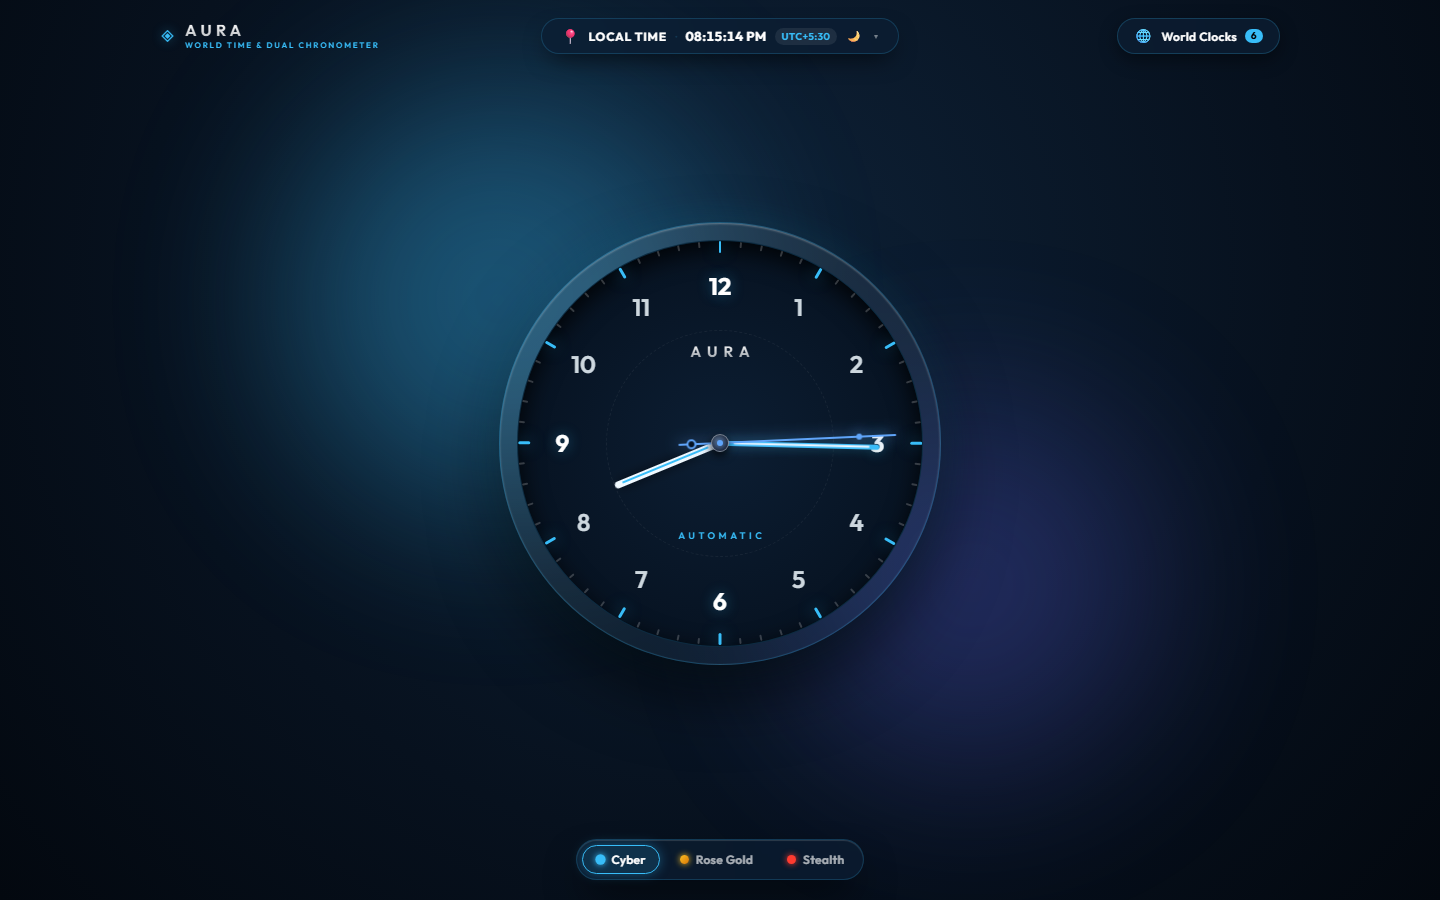 AURA
WORLD TIME & DUAL CHRONOMETER
LOCAL TIME · 08:15:14 PM UTC+5:30
World Clocks 6
12
11 1
10 AURA 2
9 3
8 4
AUTOMATIC
7 5
6
Cyber Rose Gold Stealth